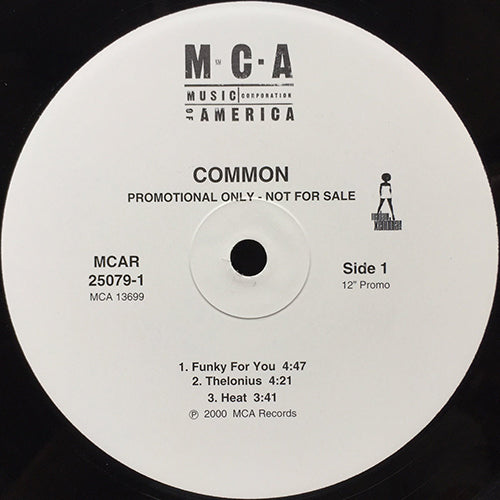 M·C·A
MUSIC CORPORATION
OF AMERICA
COMMON
PROMOTIONAL ONLY - NOT FOR SALE
MCAR
25079-1
MCA 13699
Side 1
12" Promo
1. Funky For You 4:47
2. Thelonius 4:21
3. Heat 3:41
℗ 2000 MCA Records